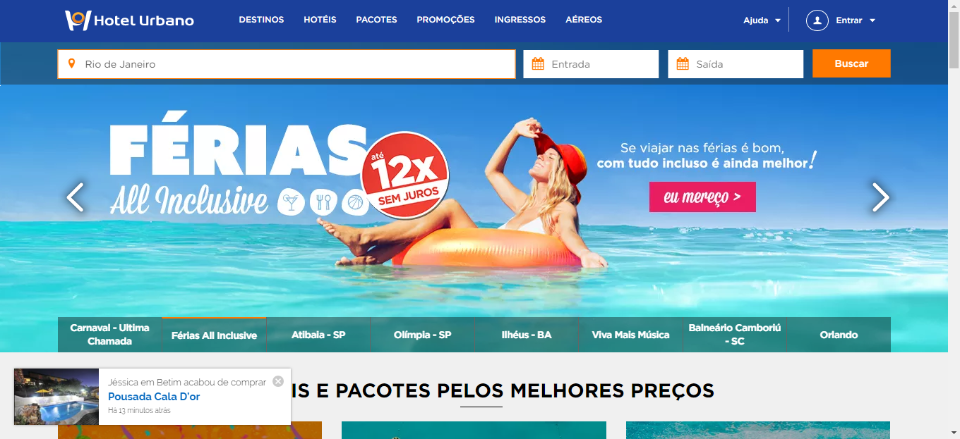 Hotel Urbano
DESTINOS
HOTÉIS
PACOTES
PROMOÇÕES
INGRESSOS
AÉREOS
Ajuda
Entrar
Rio de Janeiro
Entrada
Saída
Buscar
FÉRIAS
All Inclusive
até
12X
SEM JUROS
Se viajar nas férias é bom,
com tudo incluso é ainda melhor!
eu mereço >
Carnaval - Ultima
Chamada
Férias All Inclusive
Atibaia - SP
Olímpia - SP
Ilhéus - BA
Viva Mais Música
Balneário Camboriú
- SC
Orlando
Jéssica em Betim acabou de comprar
Pousada Cala D'or
Há 13 minutos atrás
IS E PACOTES PELOS MELHORES PREÇOS